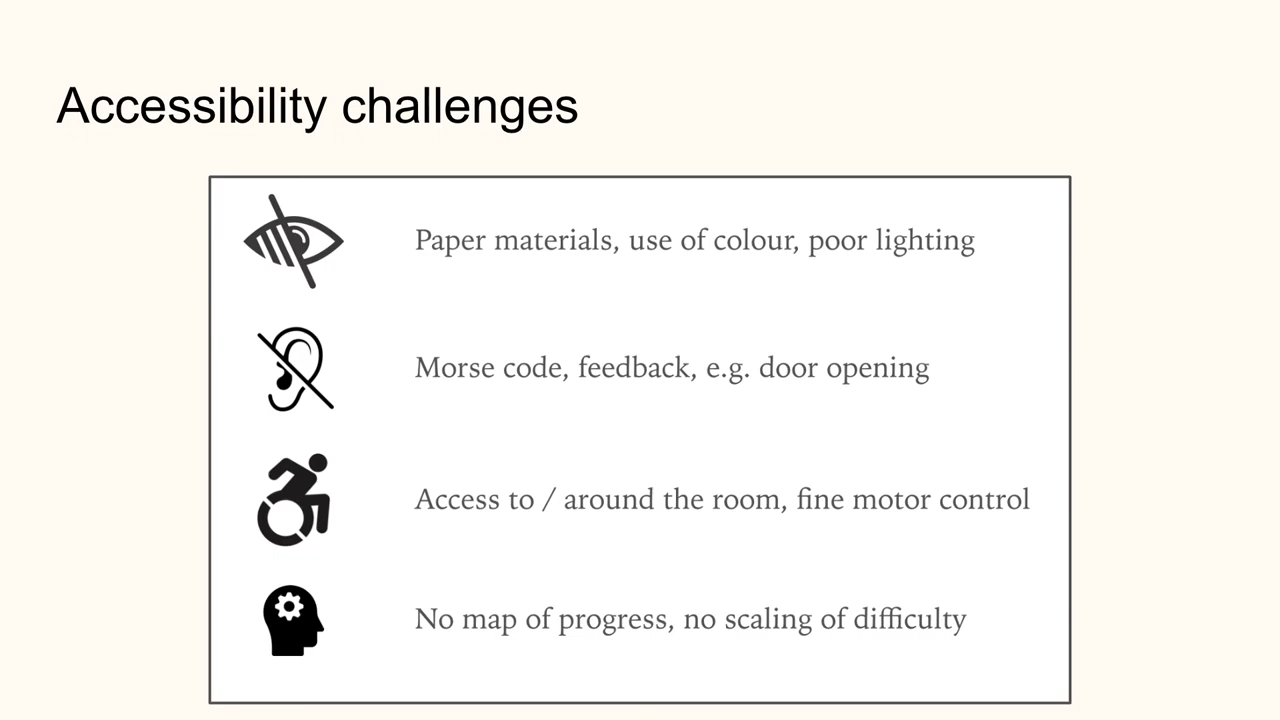 Accessibility challenges
Paper materials, use of colour, poor lighting
Morse code, feedback, e.g. door opening
Access to / around the room, fine motor control
No map of progress, no scaling of difficulty